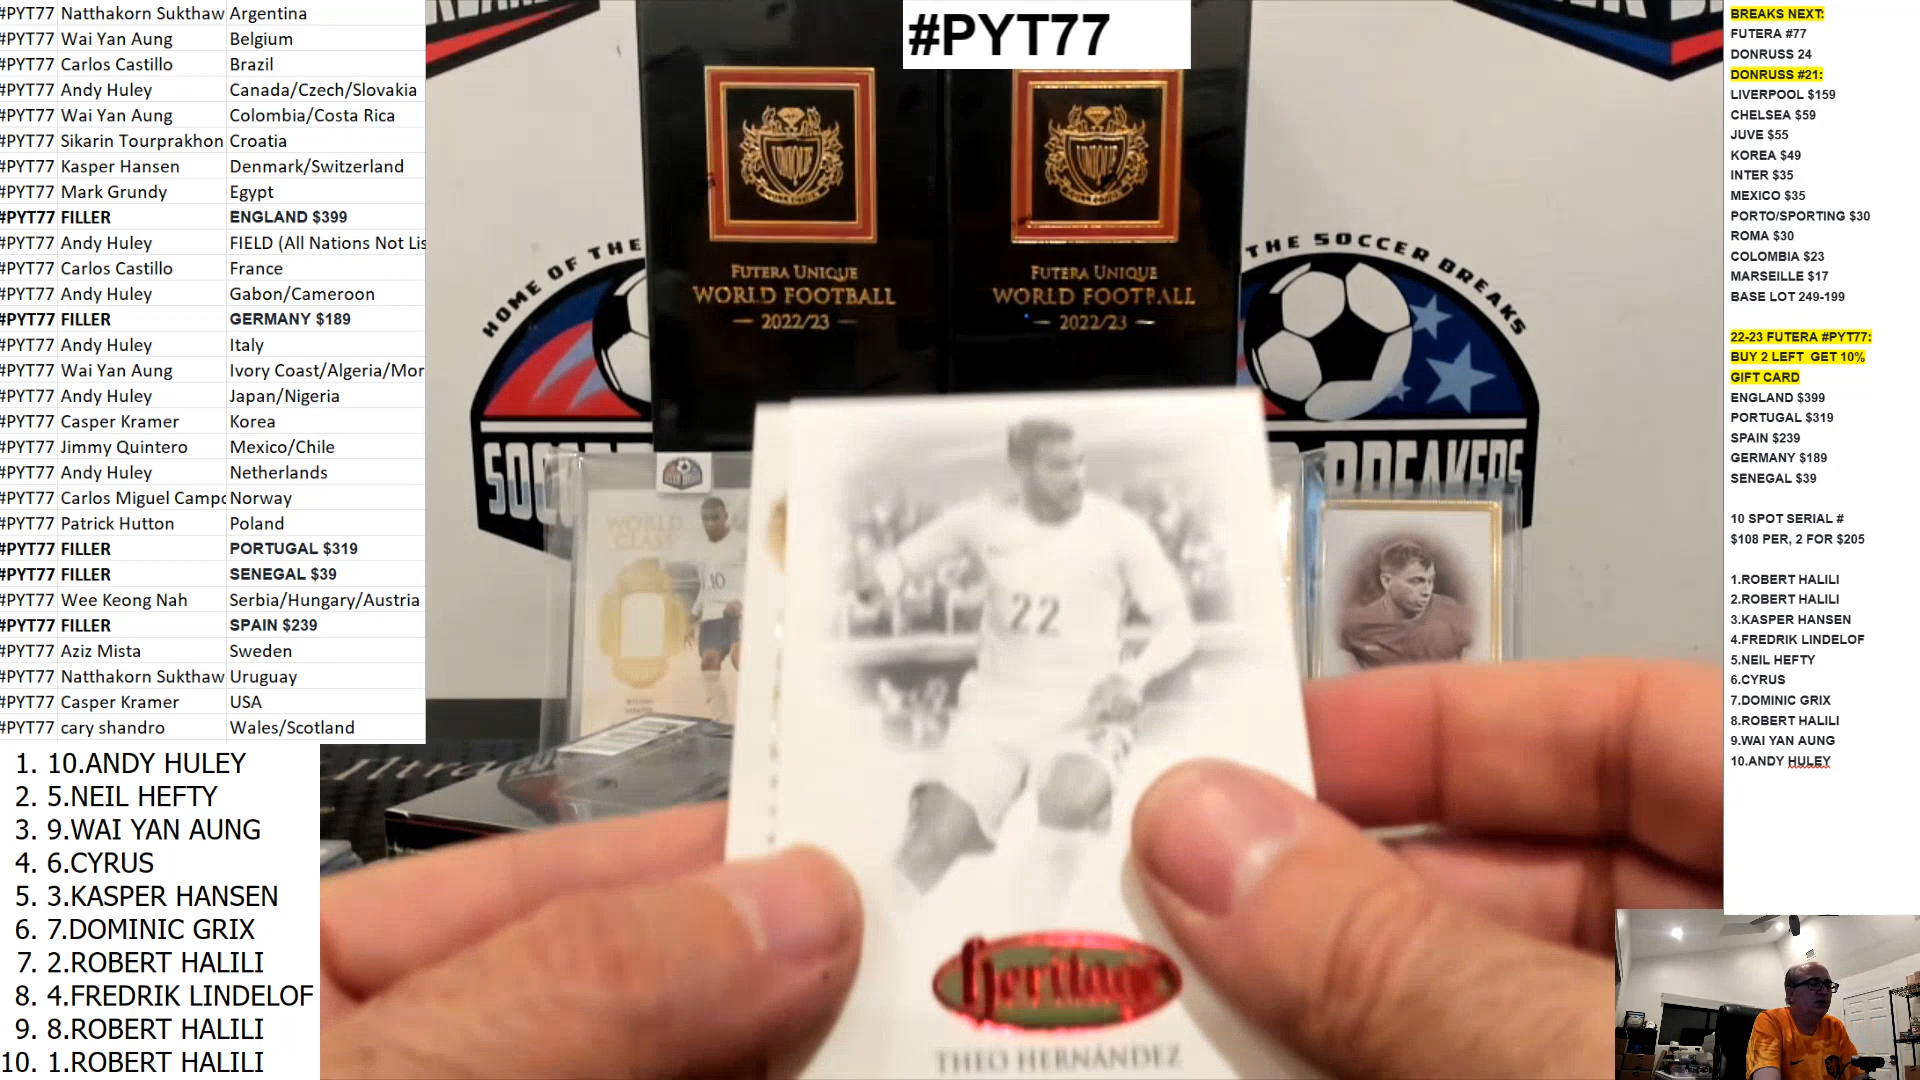 #PYT77 Natthakorn Sukthaw Argentina
#PYT77 Wai Yan Aung Belgium
#PYT77 Carlos Castillo Brazil
#PYT77 Andy Huley Canada/Czech/Slovakia
#PYT77 Wai Yan Aung Colombia/Costa Rica
#PYT77 Sikarin Tourprakhon Croatia
#PYT77 Kasper Hansen Denmark/Switzerland
#PYT77 Mark Grundy Egypt
#PYT77 FILLER ENGLAND $399
#PYT77 Andy Huley FIELD (All Nations Not Lis
#PYT77 Carlos Castillo France
#PYT77 Andy Huley Gabon/Cameroon
#PYT77 FILLER GERMANY $189
#PYT77 Andy Huley Italy
#PYT77 Wai Yan Aung Ivory Coast/Algeria/Mor
#PYT77 Andy Huley Japan/Nigeria
#PYT77 Casper Kramer Korea
#PYT77 Jimmy Quintero Mexico/Chile
#PYT77 Andy Huley Netherlands
#PYT77 Carlos Miguel Campo Norway
#PYT77 Patrick Hutton Poland
#PYT77 FILLER PORTUGAL $319
#PYT77 FILLER SENEGAL $39
#PYT77 Wee Keong Nah Serbia/Hungary/Austria
#PYT77 FILLER SPAIN $239
#PYT77 Aziz Mista Sweden
#PYT77 Natthakorn Sukthaw Uruguay
#PYT77 Casper Kramer USA
#PYT77 cary shandro Wales/Scotland
1. 10.ANDY HULEY
2. 5.NEIL HEFTY
3. 9.WAI YAN AUNG
4. 6.CYRUS
5. 3.KASPER HANSEN
6. 7.DOMINIC GRIX
7. 2.ROBERT HALILI
8. 4.FREDRIK LINDELOF
9. 8.ROBERT HALILI
10. 1.ROBERT HALILI
#PYT77
UNIQUE
FUTERA UNIQUE
WORLD FOOTBALL
— 2022/23 —
UNIQUE
FUTERA UNIQUE
WORLD FOOTBALL
— 2022/23 —
HOME OF THE
SOC
THE SOCCER BREAKS
BREAKERS
WORLD
CLASS
10
22
heritage
THEO HERNÁNDEZ
BREAKS NEXT:
FUTERA #77
DONRUSS 24
DONRUSS #21:
LIVERPOOL $159
CHELSEA $59
JUVE $55
KOREA $49
INTER $35
MEXICO $35
PORTO/SPORTING $30
ROMA $30
COLOMBIA $23
MARSEILLE $17
BASE LOT 249-199
22-23 FUTERA #PYT77:
BUY 2 LEFT GET 10%
GIFT CARD
ENGLAND $399
PORTUGAL $319
SPAIN $239
GERMANY $189
SENEGAL $39
10 SPOT SERIAL #
$108 PER, 2 FOR $205
1.ROBERT HALILI
2.ROBERT HALILI
3.KASPER HANSEN
4.FREDRIK LINDELOF
5.NEIL HEFTY
6.CYRUS
7.DOMINIC GRIX
8.ROBERT HALILI
9.WAI YAN AUNG
10.ANDY HULEY